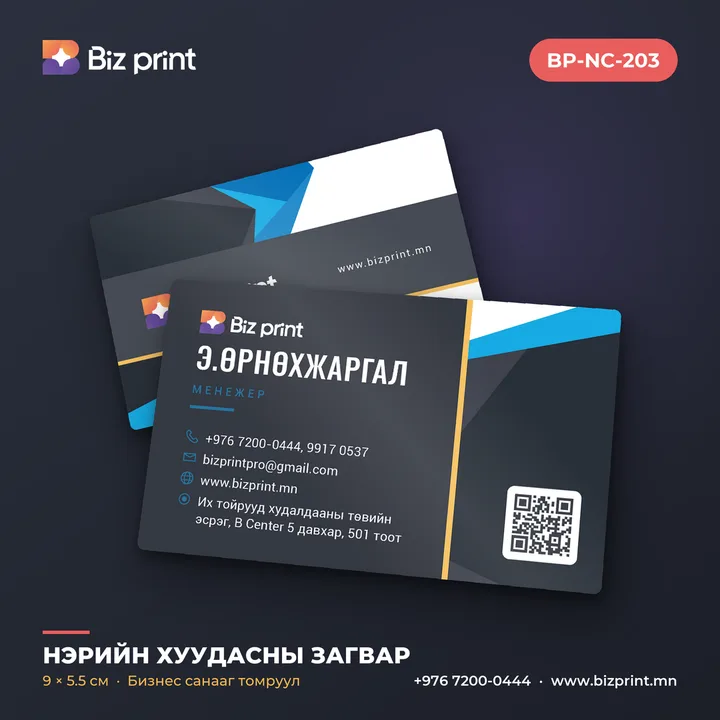 Biz print
BP-NC-203
www.bizprint.mn
Biz print
Э.ӨРНӨХЖАРГАЛ
МЕНЕЖЕР
+976 7200-0444, 9917 0537
bizprintpro@gmail.com
www.bizprint.mn
Их тойрууд худалдааны төвийн
эсрэг, B Center 5 давхар, 501 тоот
НЭРИЙН ХУУДАСНЫ ЗАГВАР
9 × 5.5 см · Бизнес санааг томруул
+976 7200-0444 · www.bizprint.mn